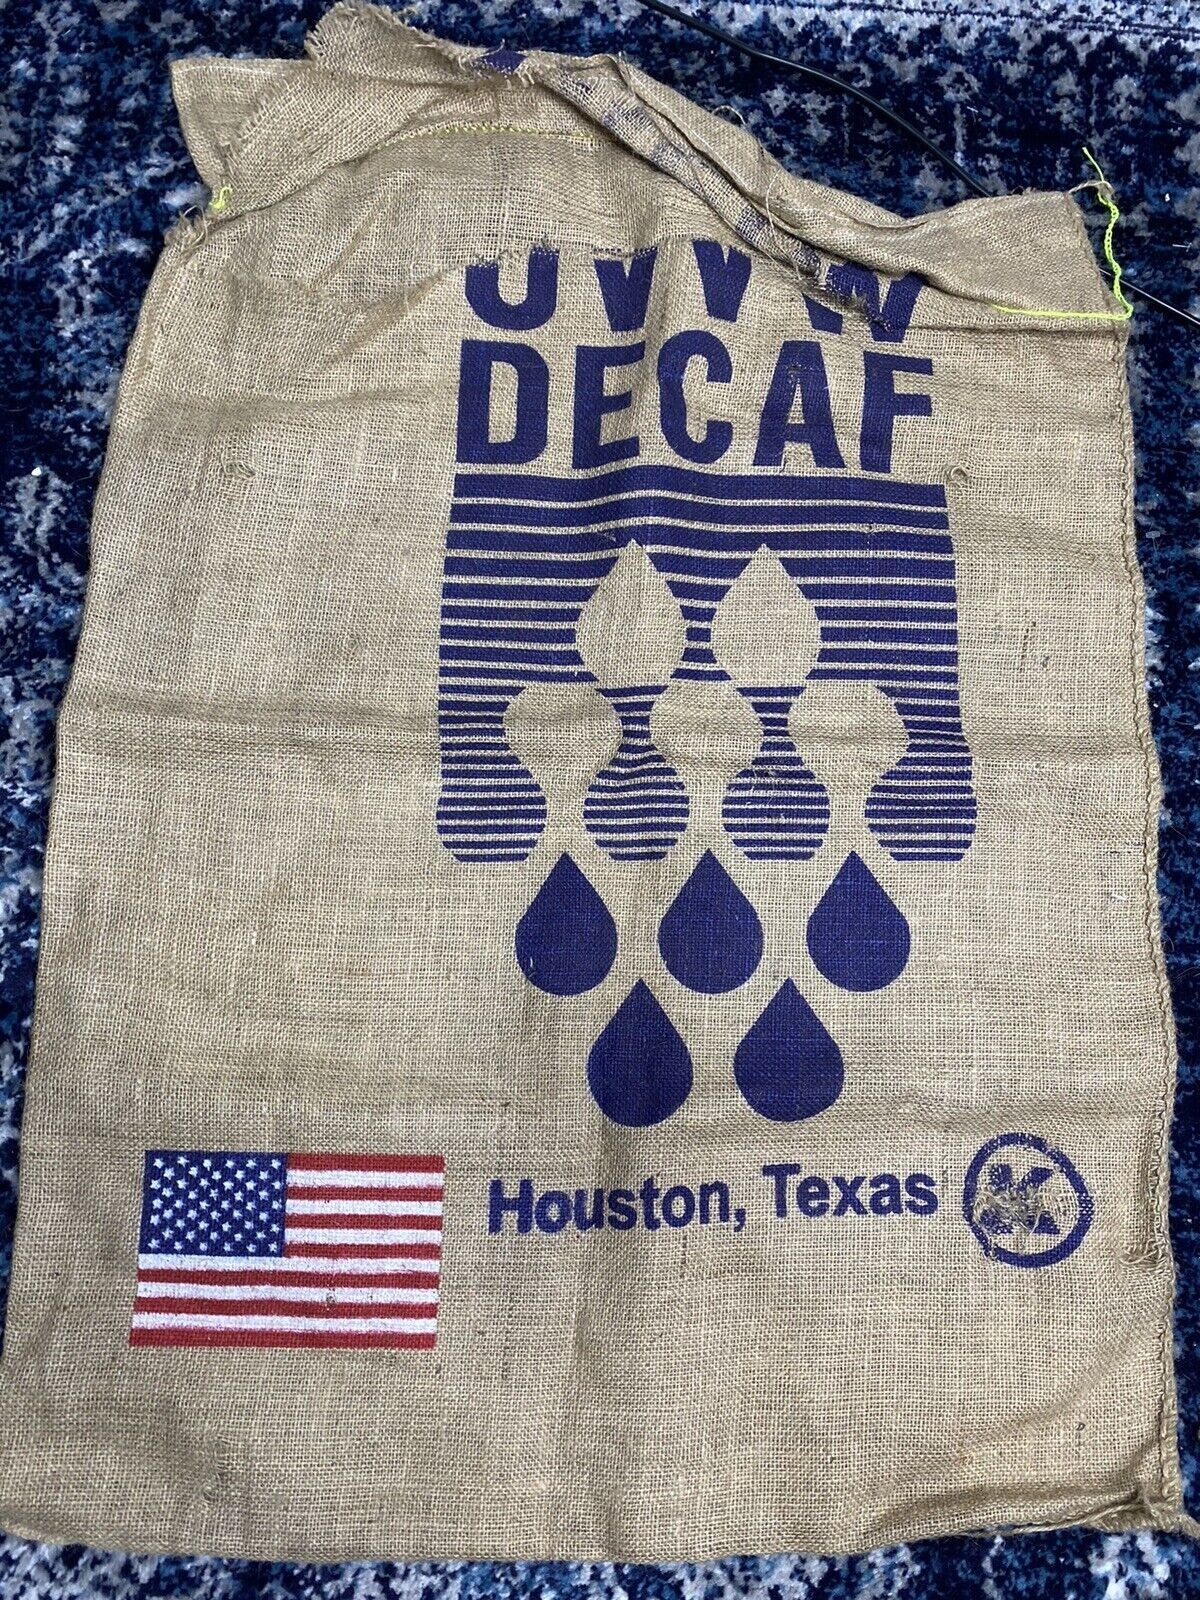 DECAF
Houston, Texas
K